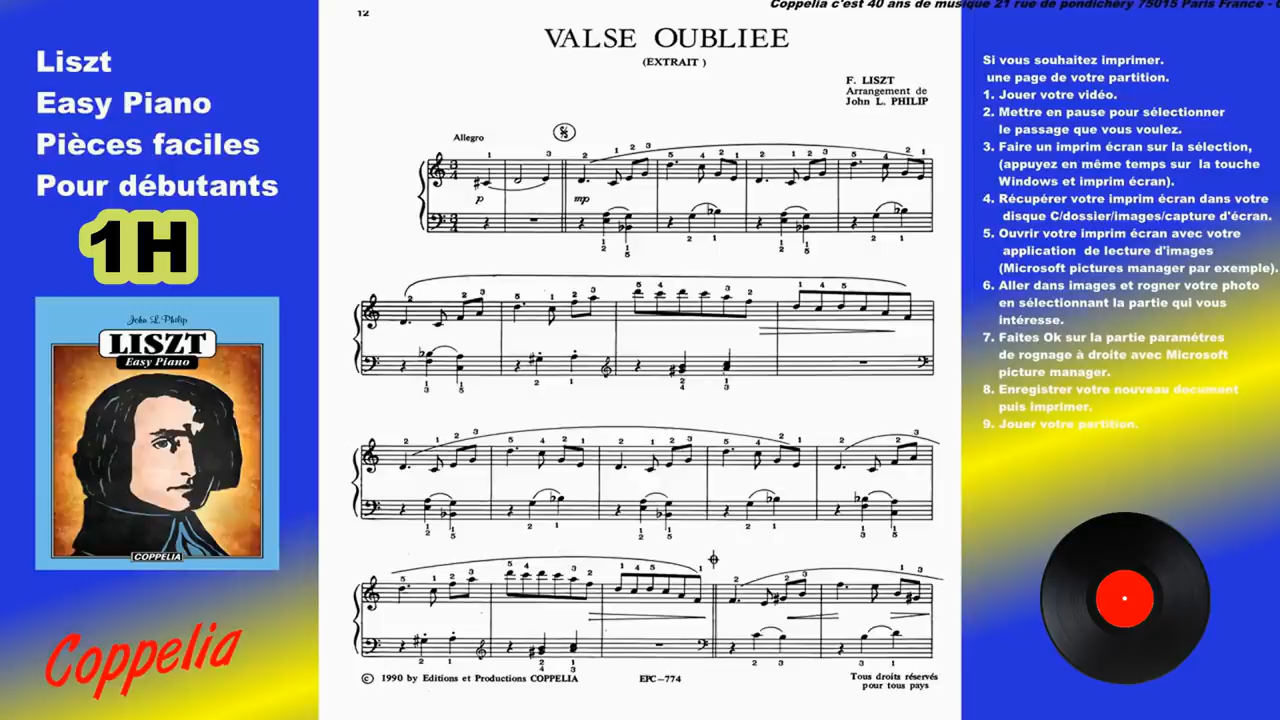 Coppelia c'est 40 ans de musique 21 rue de pondichéry 75015 Paris France -
Liszt
Easy Piano
Pièces faciles
Pour débutants
1H
John L. Philip
LISZT
Easy Piano
COPPELIA
Coppelia
12
VALSE OUBLIEE
(EXTRAIT )
F. LISZT
Arrangement de
John L. PHILIP
Allegro
p
mp
© 1990 by Editions et Productions COPPELIA
EPC—774
Tous droits réservés
pour tous pays
Si vous souhaitez imprimer.
une page de votre partition.
1. Jouer votre vidéo.
2. Mettre en pause pour sélectionner
le passage que vous voulez.
3. Faire un imprim écran sur la sélection,
(appuyez en même temps sur la touche
Windows et imprim écran).
4. Récupérer votre imprim écran dans votre
disque C/dossier/images/capture d'écran.
5. Ouvrir votre imprim écran avec votre
application de lecture d'images
(Microsoft pictures manager par exemple).
6. Aller dans images et rogner votre photo
en sélectionnant la partie qui vous
intéresse.
7. Faites Ok sur la partie paramétres
de rognage à droite avec Microsoft
picture manager.
8. Enregistrer votre nouveau document
puis imprimer.
9. Jouer votre partition.